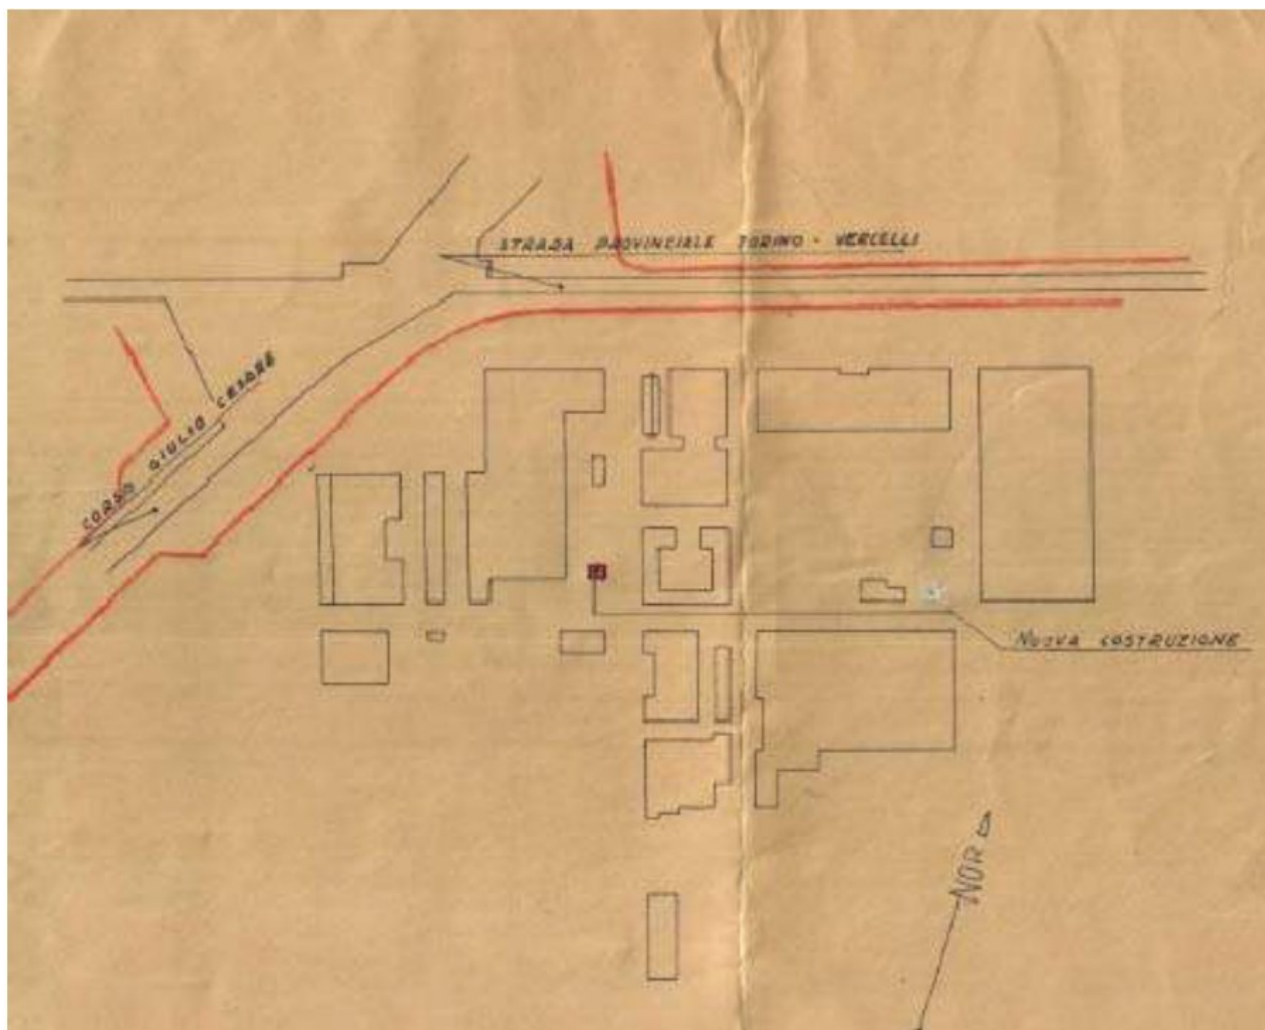 STRADA PROVINCIALE TORINO - VERCELLI
CORSO GIULIO CESARE
NUOVA COSTRUZIONE
NORD